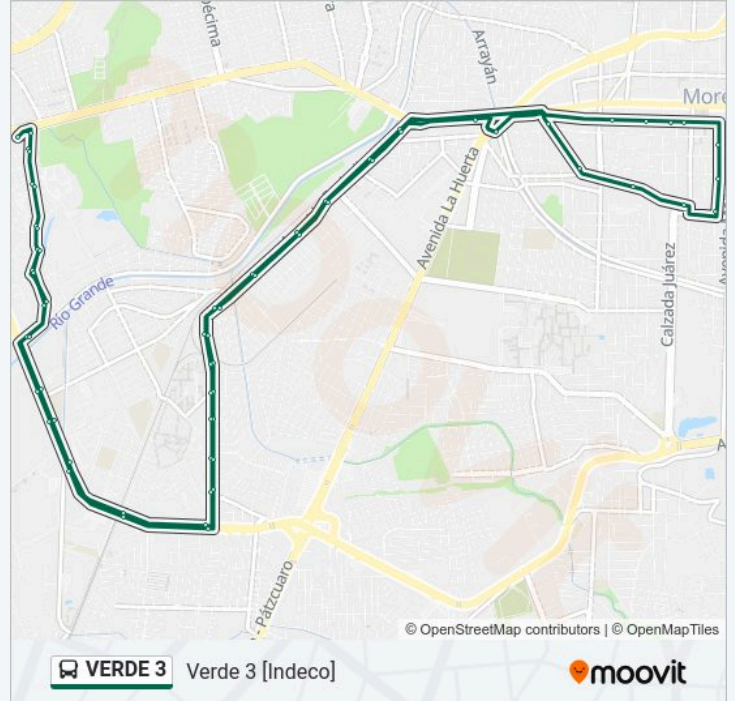 Arrayán
More
Avenida La Huerta
Río Grande
Calzada Juárez
Pátzcuaro
© OpenStreetMap contributors | © OpenMapTiles
VERDE 3
Verde 3 [Indeco]
moovit